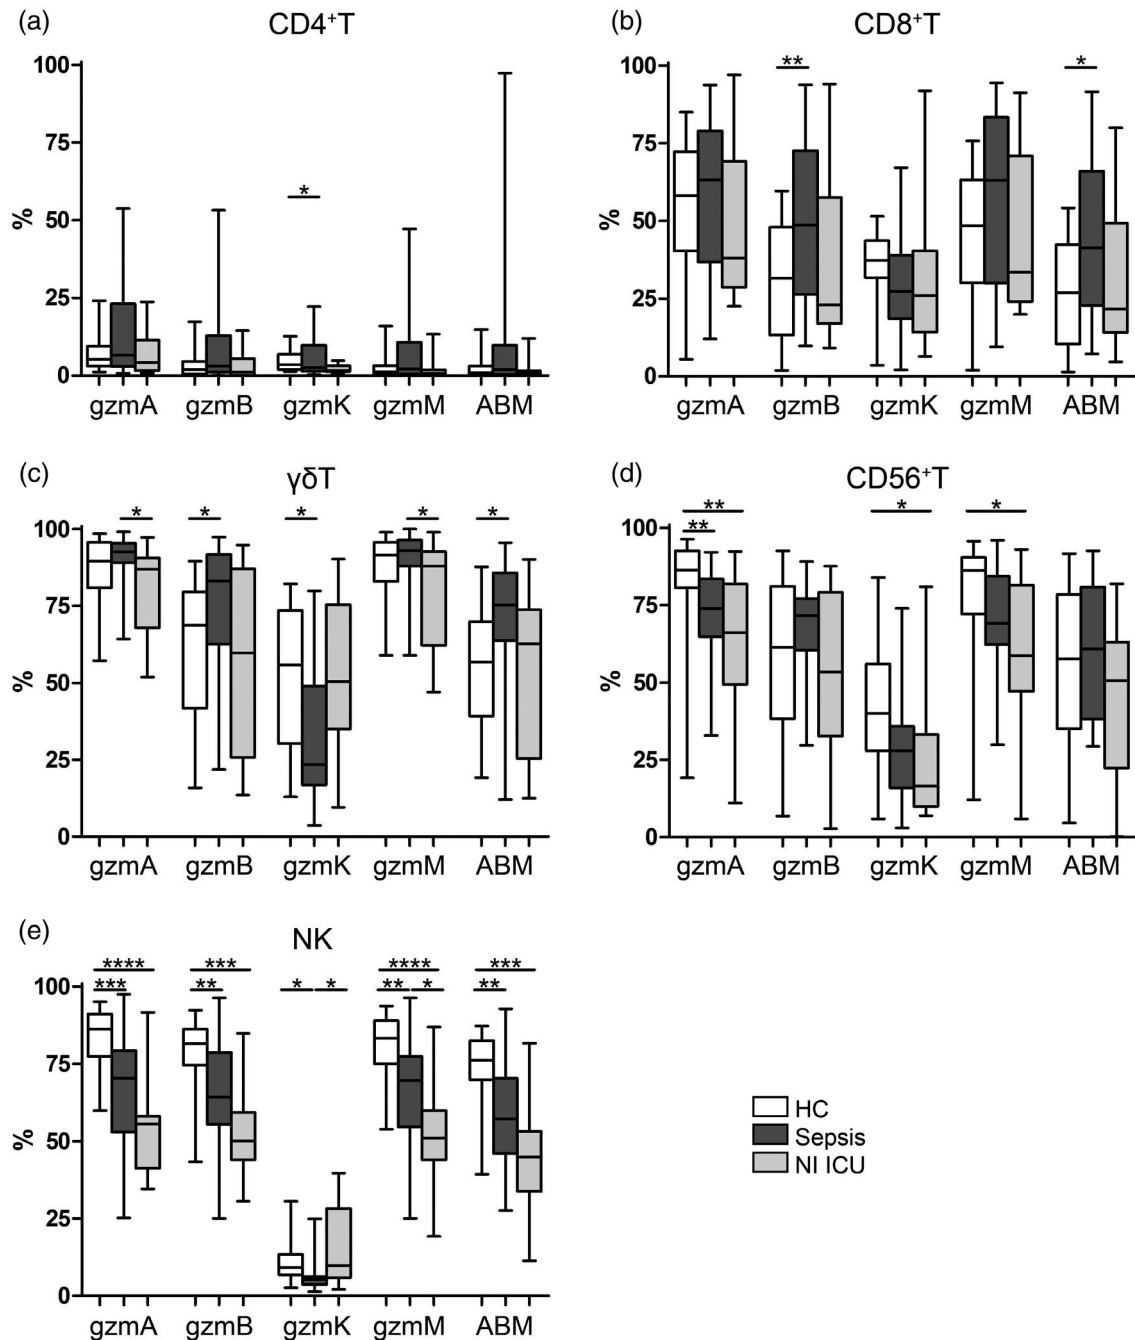 (a) CD4⁺T
100
75
*
50
%
25
0
gzmA gzmB gzmK gzmM ABM
(b) CD8⁺T
100
** *
75
50
%
25
0
gzmA gzmB gzmK gzmM ABM
(c) γδT
100
* * * * *
75
50
%
25
0
gzmA gzmB gzmK gzmM ABM
(d) CD56⁺T
100
** * *
**
75
50
%
25
0
gzmA gzmB gzmK gzmM ABM
(e) NK
**** *** **** ***
*** ** * * ** * **
100
75
50
%
25
0
gzmA gzmB gzmK gzmM ABM
HC
Sepsis
NI ICU